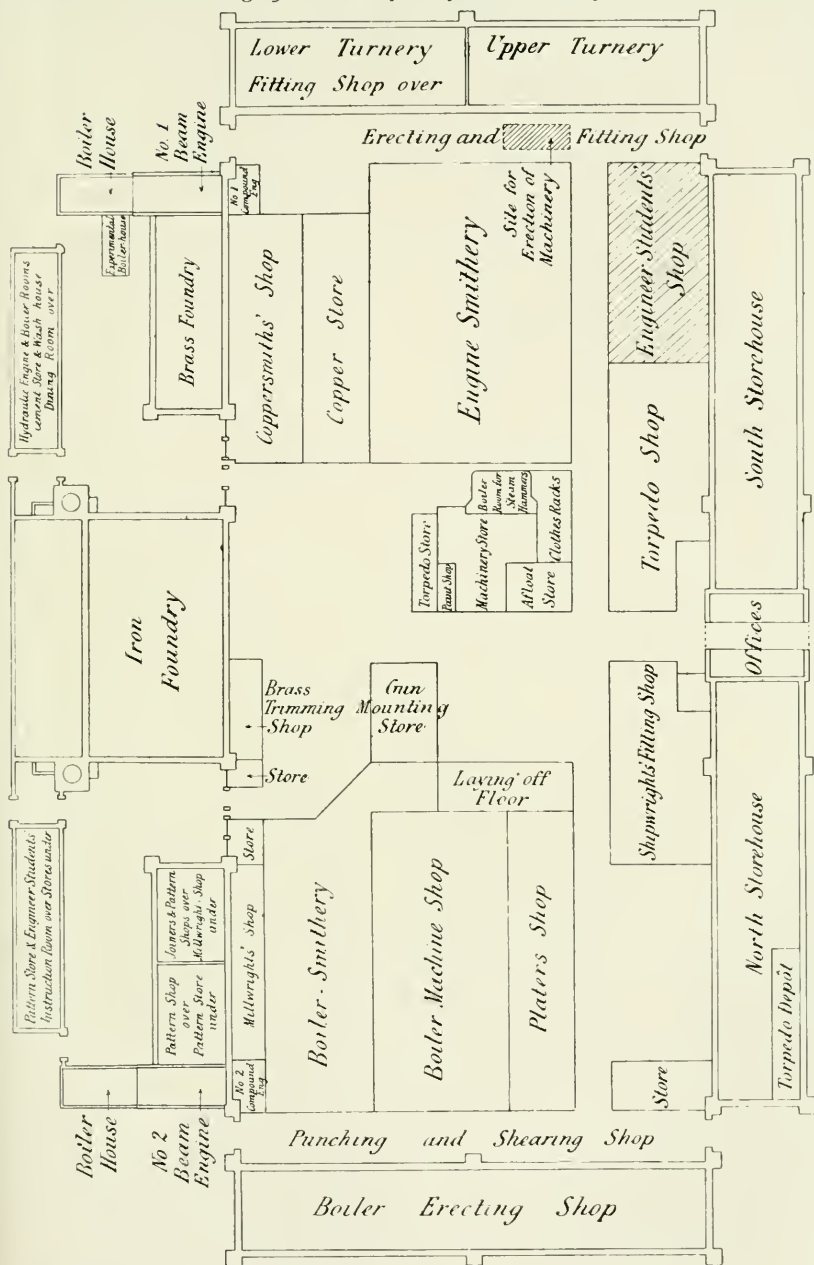 Lower Turnery
Fitting Shop over
Upper Turnery
Boiler
House
No. 1
Beam
Engine
Erecting and
Fitting Shop
No 1
Compound
Eng
Experimental
Boiler-house
Site for
Erection of
Machinery
Engineer Students'
Shop
Hydraulic Engine & Boiler Rooms
Cement Store & Wash house
Dining Room over
Brass Foundry
Coppersmiths' Shop
Copper Store
Engine Smithery
South Storehouse
Torpedo Shop
Boiler
Room for
Steam
Hammers
Torpedo Store
Paint Shop
Machinery Store
Clothes Racks
Afloat
Store
Iron
Foundry
Offices
Brass
Trimming
Shop
Gun
Mounting
Store
Store
Laying off
Floor
Shipwrights' Fitting Shop
Pattern Store & Engineer Students
Instruction Room over Stores under
Joiners & Pattern
Shops over
Millwright-Shop
under
Store
Pattern Shop
over
Pattern Store
under
Millwrights' Shop
Boiler-Smithery
Boiler Machine Shop
Platers Shop
North Storehouse
Torpedo Depôt
No 2
Compound
Eng
Store
Boiler
House
No 2
Beam
Engine
Punching and Shearing Shop
Boiler Erecting Shop